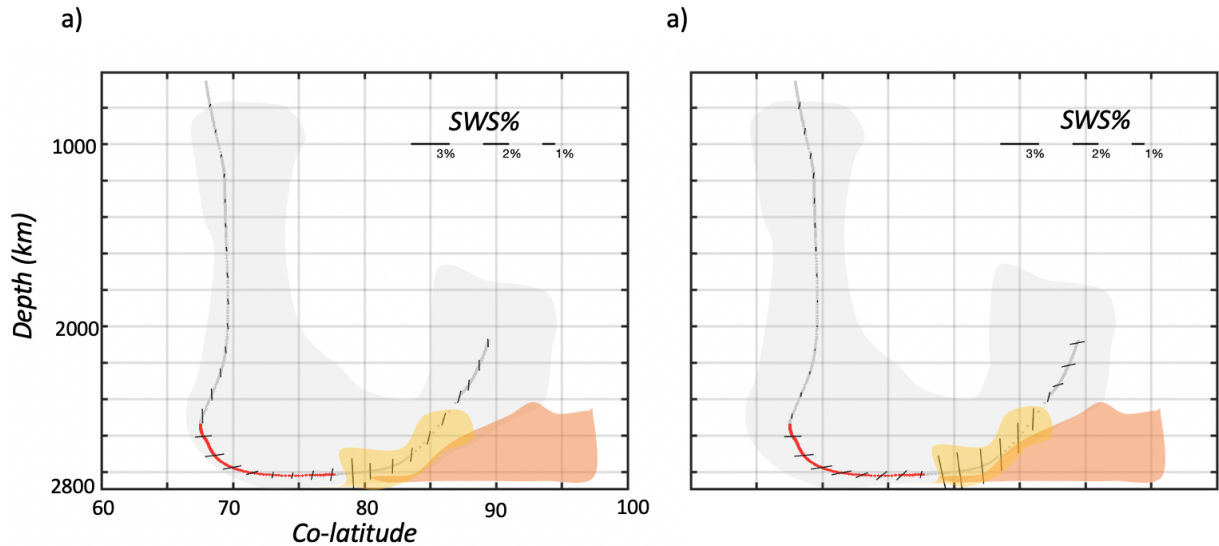 a)
a)
SWS%
3% 2% 1%
SWS%
3% 2% 1%
Depth (km)
1000
2000
2800
60 70 80 90 100
Co-latitude